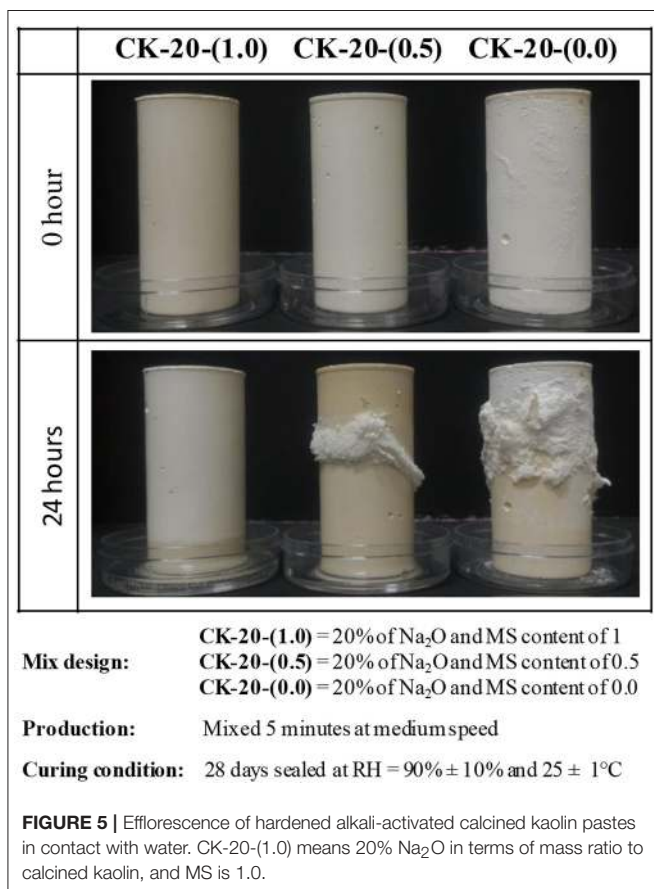 CK-20-(1.0) CK-20-(0.5) CK-20-(0.0)
0 hour
24 hours
Mix design:
CK-20-(1.0) = 20% of Na₂O and MS content of 1
CK-20-(0.5) = 20% of Na₂O and MS content of 0.5
CK-20-(0.0) = 20% of Na₂O and MS content of 0.0
Production: Mixed 5 minutes at medium speed
Curing condition: 28 days sealed at RH = 90% ± 10% and 25 ± 1°C
FIGURE 5 | Efflorescence of hardened alkali-activated calcined kaolin pastes
in contact with water. CK-20-(1.0) means 20% Na₂O in terms of mass ratio to
calcined kaolin, and MS is 1.0.